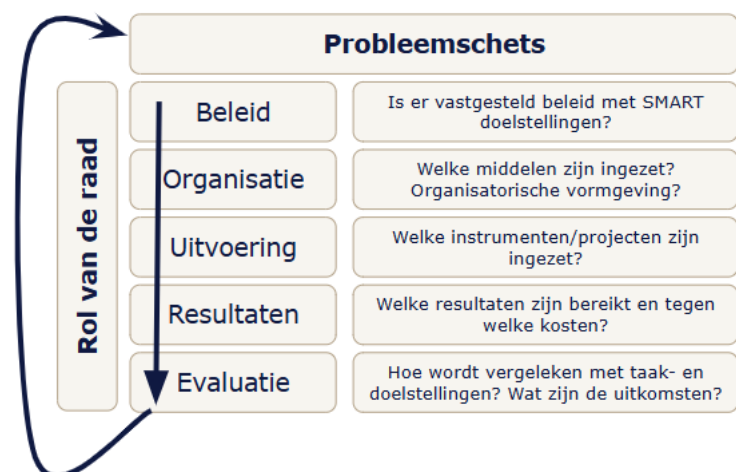 Probleemschets
Rol van de raad
Beleid
Is er vastgesteld beleid met SMART
doelstellingen?
Organisatie
Welke middelen zijn ingezet?
Organisatorische vormgeving?
Uitvoering
Welke instrumenten/projecten zijn
ingezet?
Resultaten
Welke resultaten zijn bereikt en tegen
welke kosten?
Evaluatie
Hoe wordt vergeleken met taak- en
doelstellingen? Wat zijn de uitkomsten?